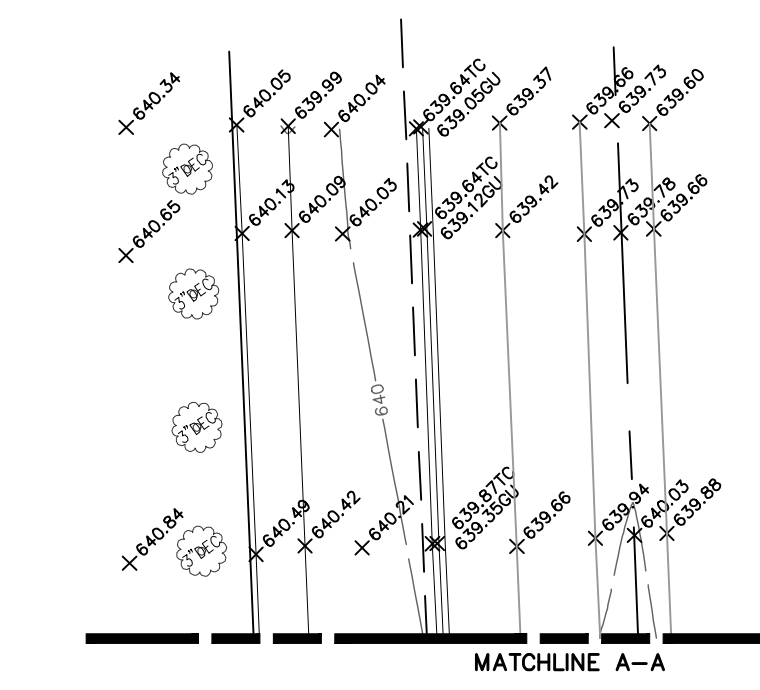 640.34
640.05
639.99
640.04
639.64TC
639.05GU
639.37
639.66
639.73
639.60
3"DEC
640.65
640.13
640.09
640.03
639.64TC
639.12GU
639.42
639.73
639.78
639.66
3"DEC
640
3"DEC
640.84
3"DEC
640.49
640.42
640.21
639.87TC
639.35GU
639.66
639.94
640.03
639.88
MATCHLINE A-A